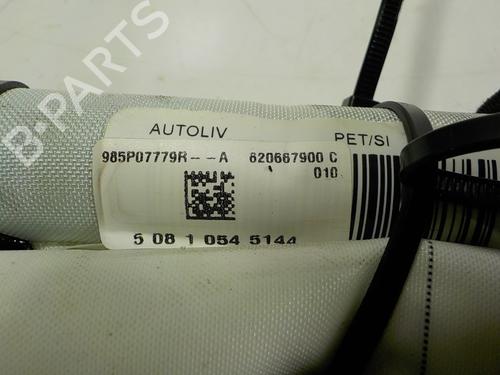 AUTOLIV PET/SI
985P07779R--A 620667900 C
010
5 08 1 054 5144
B-PARTS